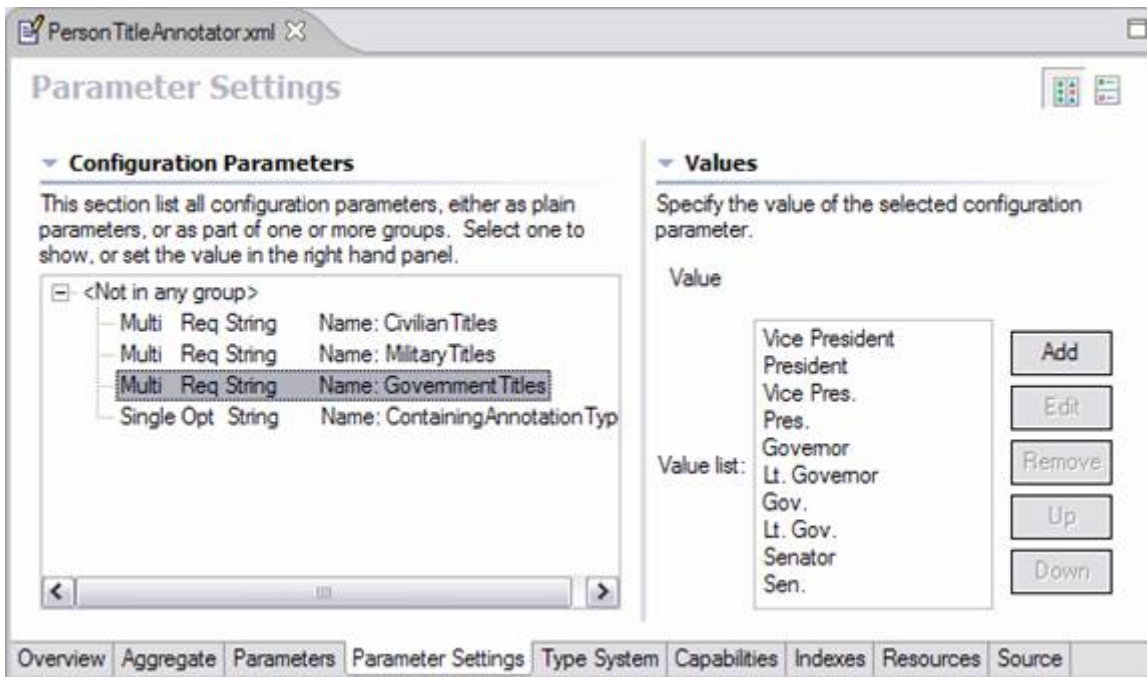 PersonTitleAnnotator.xml
Parameter Settings
Configuration Parameters
This section list all configuration parameters, either as plain
parameters, or as part of one or more groups. Select one to
show, or set the value in the right hand panel.
<Not in any group>
Multi Req String Name: CivilianTitles
Multi Req String Name: MilitaryTitles
Multi Req String Name: GovernmentTitles
Single Opt String Name: ContainingAnnotationTyp
Values
Specify the value of the selected configuration
parameter.
Value
Value list:
Vice President
President
Vice Pres.
Pres.
Governor
Lt. Governor
Gov.
Lt. Gov.
Senator
Sen.
Add
Edit
Remove
Up
Down
Overview Aggregate Parameters Parameter Settings Type System Capabilities Indexes Resources Source